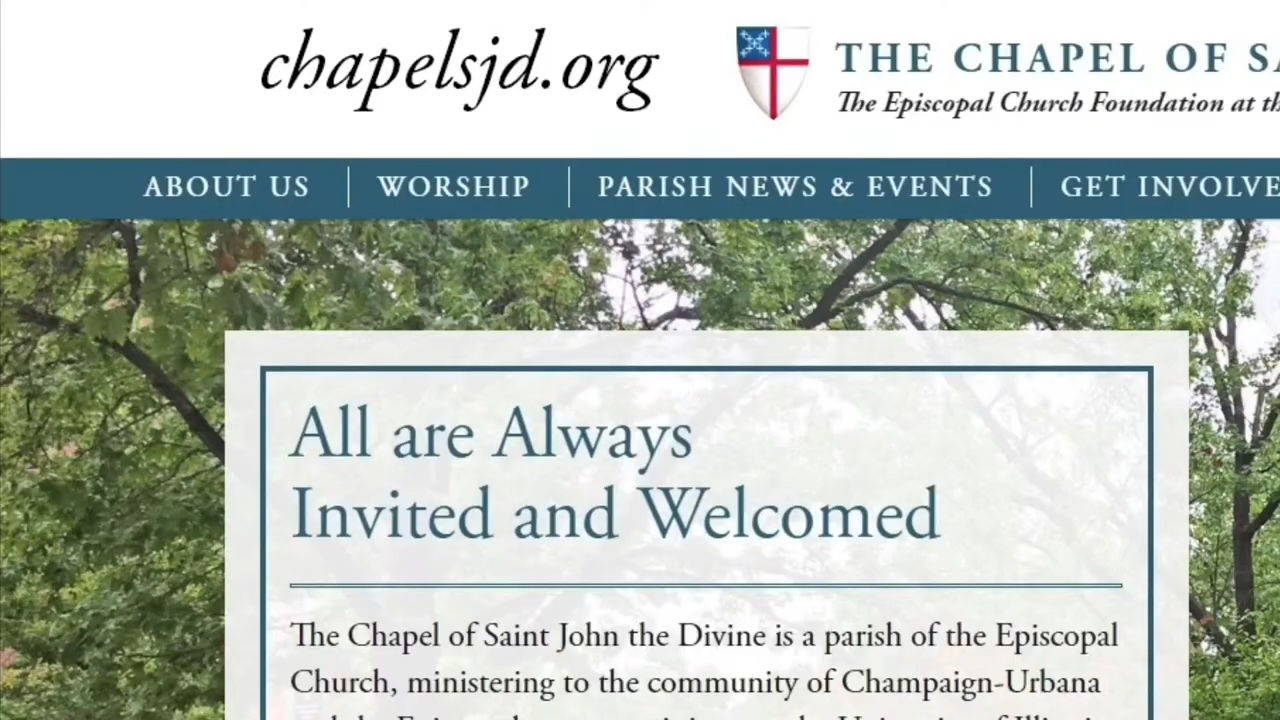 chapelsjd.org
THE CHAPEL OF
The Episcopal Church Foundation at
ABOUT US
WORSHIP
PARISH NEWS & EVENTS
GET
All are Always
Invited and Welcomed
The Chapel of Saint John the Divine is a parish of the Episcopal
Church, ministering to the community of Champaign-Urbana